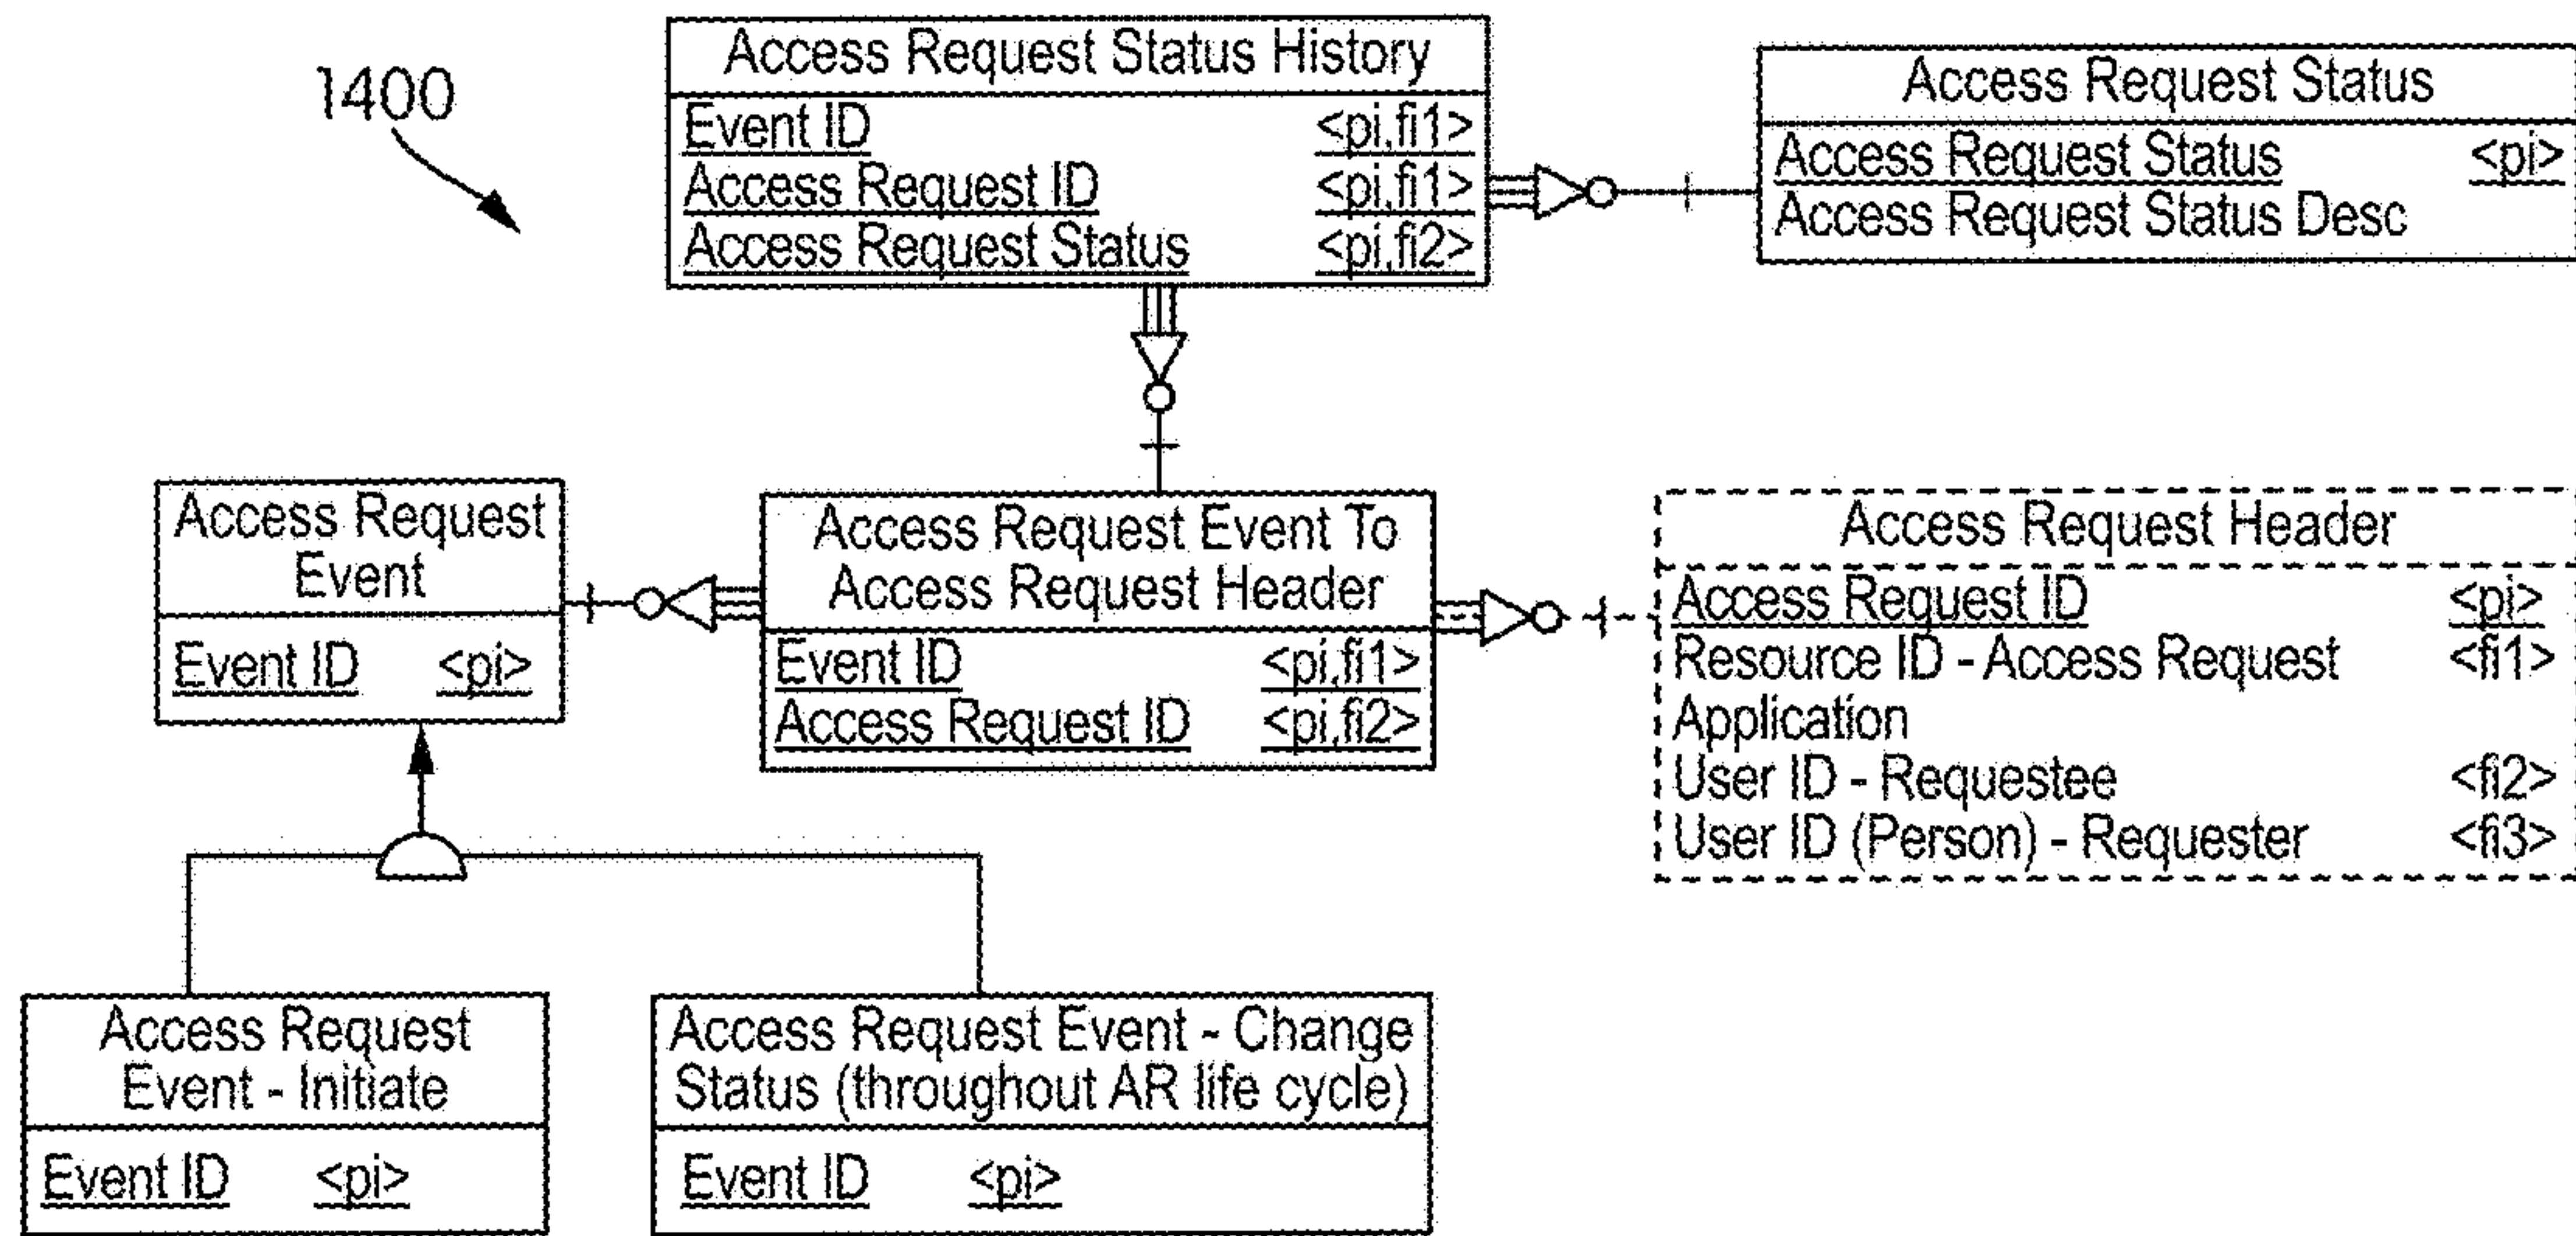 1400
Access Request Status History
Event ID <pi,fi1>
Access Request ID <pi,fi1>
Access Request Status <pi,fi2>
Access Request Status
Access Request Status <pi>
Access Request Status Desc
Access Request
Event
Event ID <pi>
Access Request Event To
Access Request Header
Event ID <pi,fi1>
Access Request ID <pi,fi2>
Access Request Header
Access Request ID <pi>
Resource ID - Access Request <fi1>
Application
User ID - Requestee <fi2>
User ID (Person) - Requester <fi3>
Access Request
Event - Initiate
Event ID <pi>
Access Request Event - Change
Status (throughout AR life cycle)
Event ID <pi>